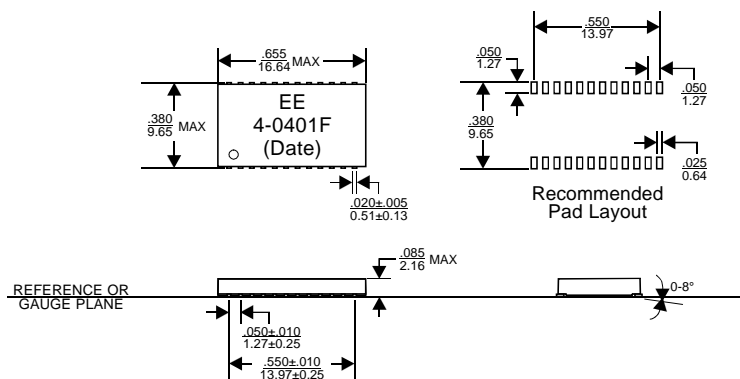 .655
16.64 MAX
.380
9.65 MAX
EE
4-0401F
(Date)
.020±.005
0.51±0.13
.550
13.97
.050
1.27
.050
1.27
.380
9.65
.025
0.64
Recommended
Pad Layout
.085
2.16 MAX
REFERENCE OR
GAUGE PLANE
0-8°
.050±.010
1.27±0.25
.550±.010
13.97±0.25